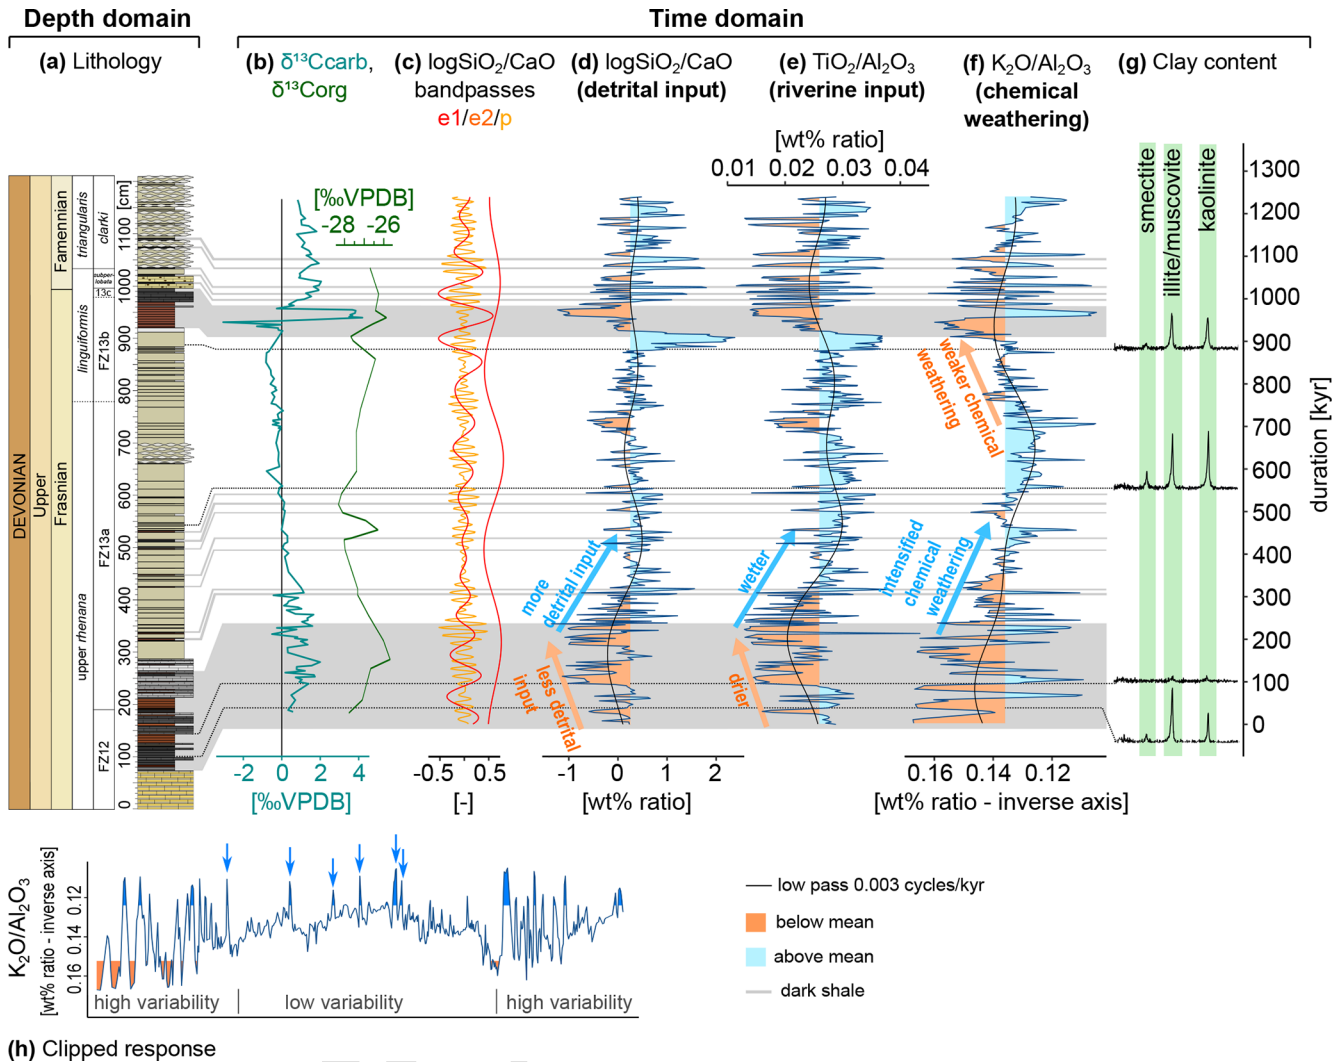 Depth domain
Time domain
(a) Lithology
(b) δ¹³Ccarb,
δ¹³Corg
(c) logSiO₂/CaO
bandpasses
e1/e2/p
(d) logSiO₂/CaO
(detrital input)
(e) TiO₂/Al₂O₃
(riverine input)
(f) K₂O/Al₂O₃
(chemical
weathering)
(g) Clay content
[wt% ratio]
0.01 0.02 0.03 0.04
[‰VPDB]
-28 -26
smectite
illite/muscovite
kaolinite
DEVONIAN
Upper
Famennian
Frasnian
triangularis
linguiformis
upper rhenana
clarki
subper-
lobata
13c
FZ13b
FZ13a
FZ12
[cm]
1100
1000
900
800
700
600
500
400
300
200
100
0
1300
1200
1100
1000
900
800
700
600
500
400
300
200
100
0
duration [kyr]
weaker chemical
weathering
intensified
chemical
weathering
more
detrital input
less detrital
input
wetter
drier
-2 0 2 4
[‰VPDB]
-0.5 0.5
[-]
-1 0 1 2
[wt% ratio]
0.16 0.14 0.12
[wt% ratio - inverse axis]
K₂O/Al₂O₃
[wt% ratio - inverse axis]
0.12
0.14
0.16
high variability
low variability
high variability
low pass 0.003 cycles/kyr
below mean
above mean
dark shale
(h) Clipped response